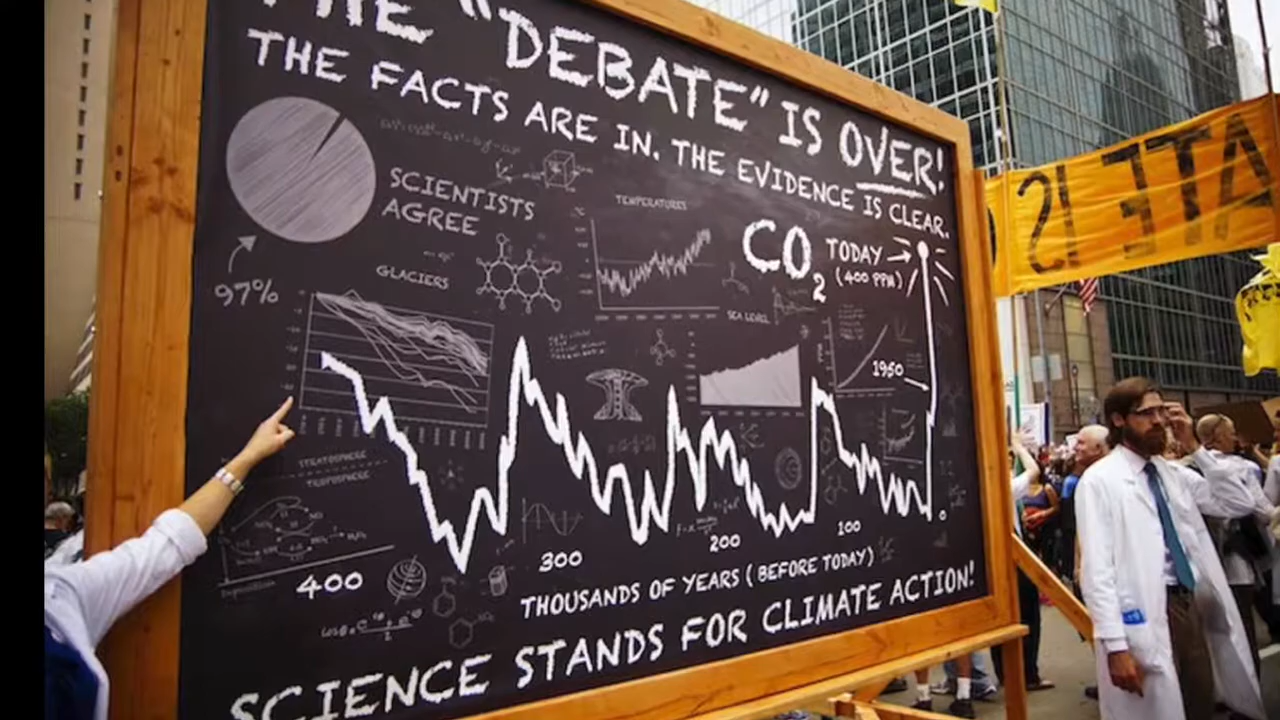 THE "DEBATE" IS OVER!
THE FACTS ARE IN. THE EVIDENCE IS CLEAR.
SCIENTISTS
AGREE
97%
TEMPERATURES
CO₂ TODAY
(400 PPM)
GLACIERS
SEA LEVEL
1950
STRATOSPHERE
TROPOSPHERE
400
300
200
100
0
THOUSANDS OF YEARS (BEFORE TODAY)
SCIENCE STANDS FOR CLIMATE ACTION!